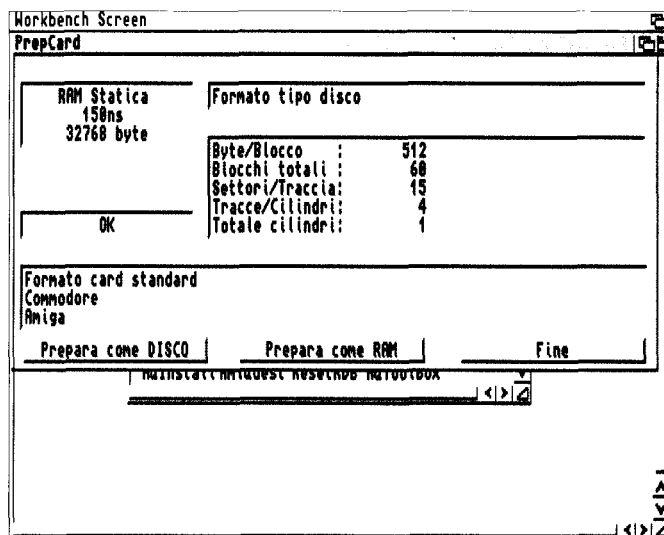 Workbench Screen
PrepCard
RAM Statica
150ns
32768 byte
Formato tipo disco
Byte/Blocco : 512
Blocchi totali : 60
Settori/Traccia: 15
Tracce/Cilindri: 4
Totale cilindri: 1
OK
Formato card standard
Commodore
Amiga
Prepara come DISCO
Prepara come RAM
Fine